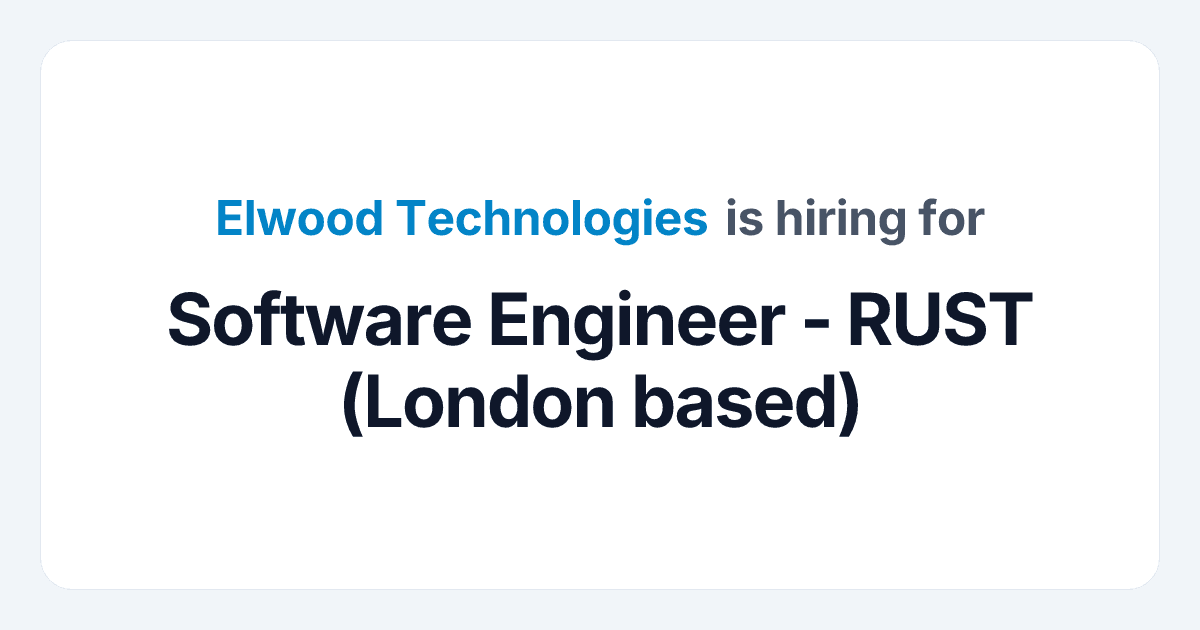 Elwood Technologies is hiring for
Software Engineer - RUST
(London based)